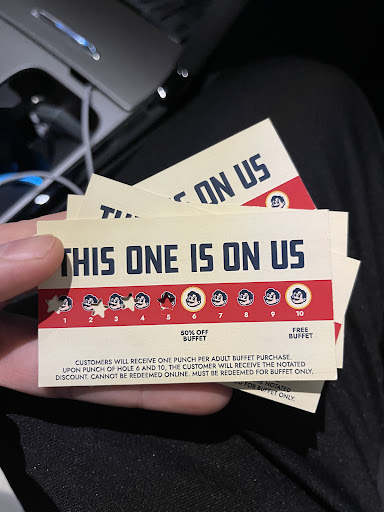 S ON US
TH
THIS ONE IS ON US
1 2 3 4 5 6 7 8 9 10
50% OFF
BUFFET
FREE
BUFFET
CUSTOMERS WILL RECEIVE ONE PUNCH PER ADULT BUFFET PURCHASE.
UPON PUNCH OF HOLE 6 AND 10, THE CUSTOMER WILL RECEIVE THE NOTATED
DISCOUNT. CANNOT BE REDEEMED ONLINE. MUST BE REDEEMED FOR BUFFET ONLY.
NOTATED
FOR BUFFET ONLY.